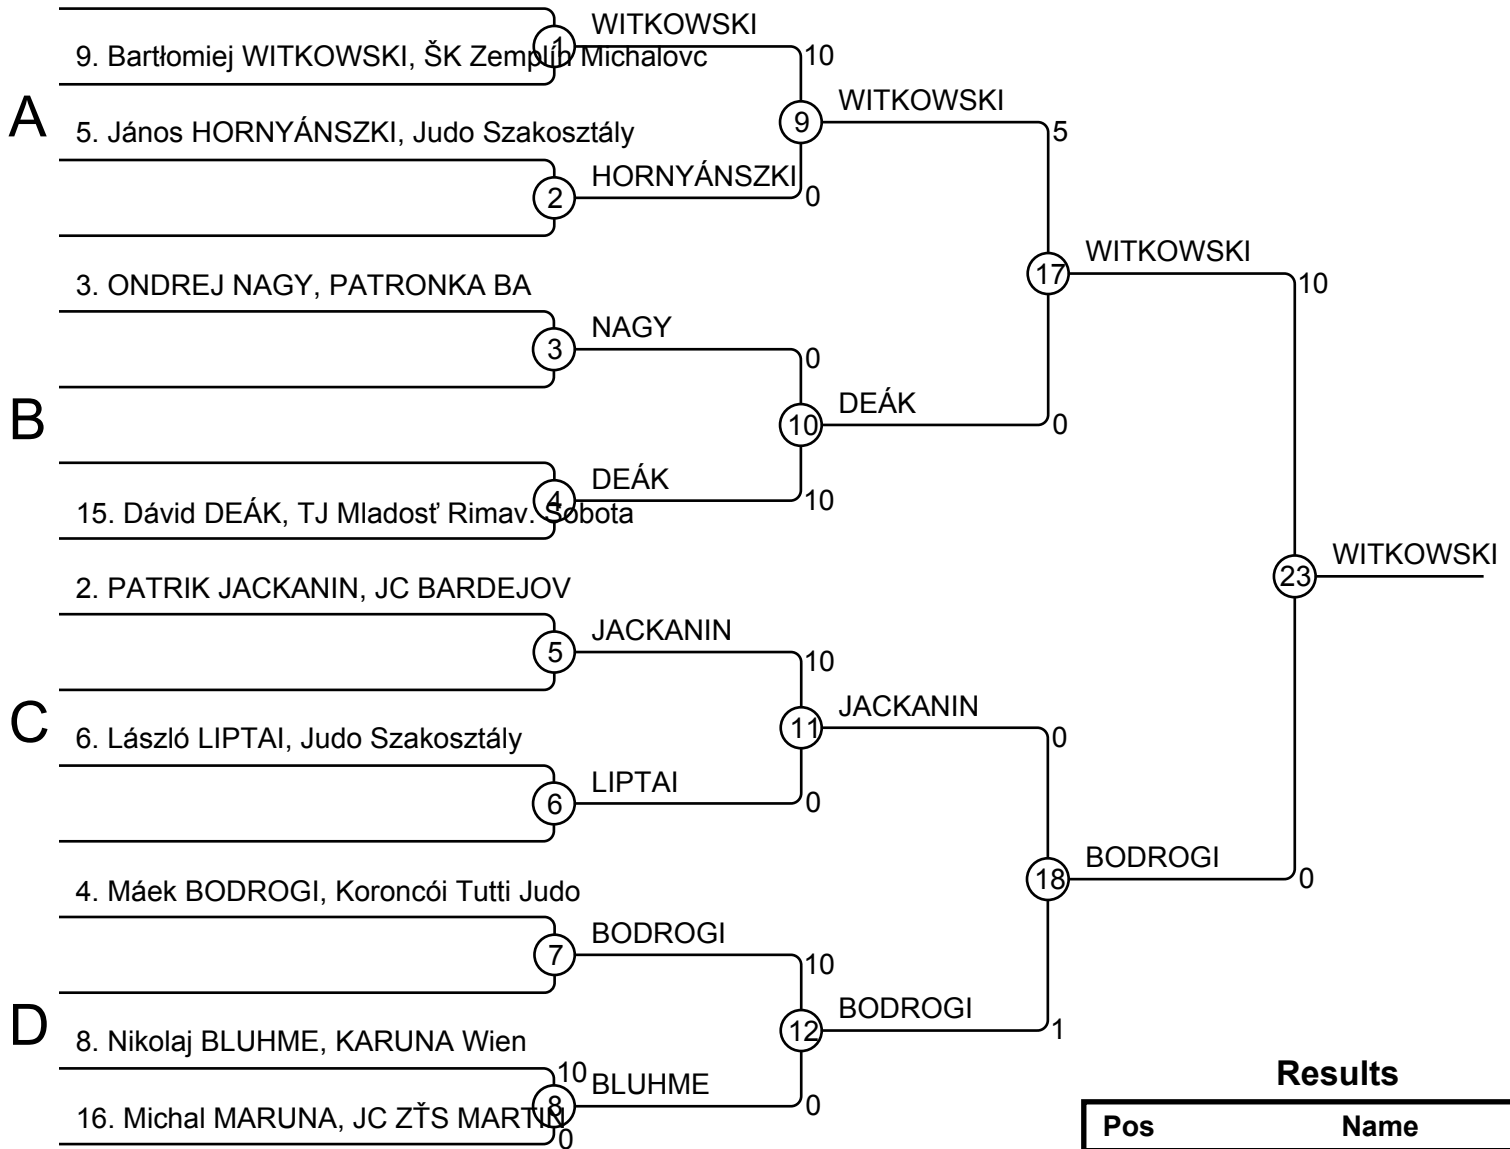 WITKOWSKI
9. Bartłomiej WITKOWSKI, ŠK Zemplín Michalovc
1
10
A
WITKOWSKI
9
5. János HORNYÁNSZKI, Judo Szakosztály
5
HORNYÁNSZKI
2
0
WITKOWSKI
17
10
3. ONDREJ NAGY, PATRONKA BA
NAGY
3
0
B
DEÁK
10
0
DEÁK
4
10
15. Dávid DEÁK, TJ Mladosť Rimav. Sobota
WITKOWSKI
23
2. PATRIK JACKANIN, JC BARDEJOV
JACKANIN
5
10
C
JACKANIN
11
0
6. László LIPTAI, Judo Szakosztály
LIPTAI
6
0
BODROGI
18
0
4. Máek BODROGI, Koroncói Tutti Judo
BODROGI
7
10
D
BODROGI
12
1
8. Nikolaj BLUHME, KARUNA Wien
10
BLUHME
8
0
16. Michal MARUNA, JC ZŤS MARTIN
0
Results
Pos Name